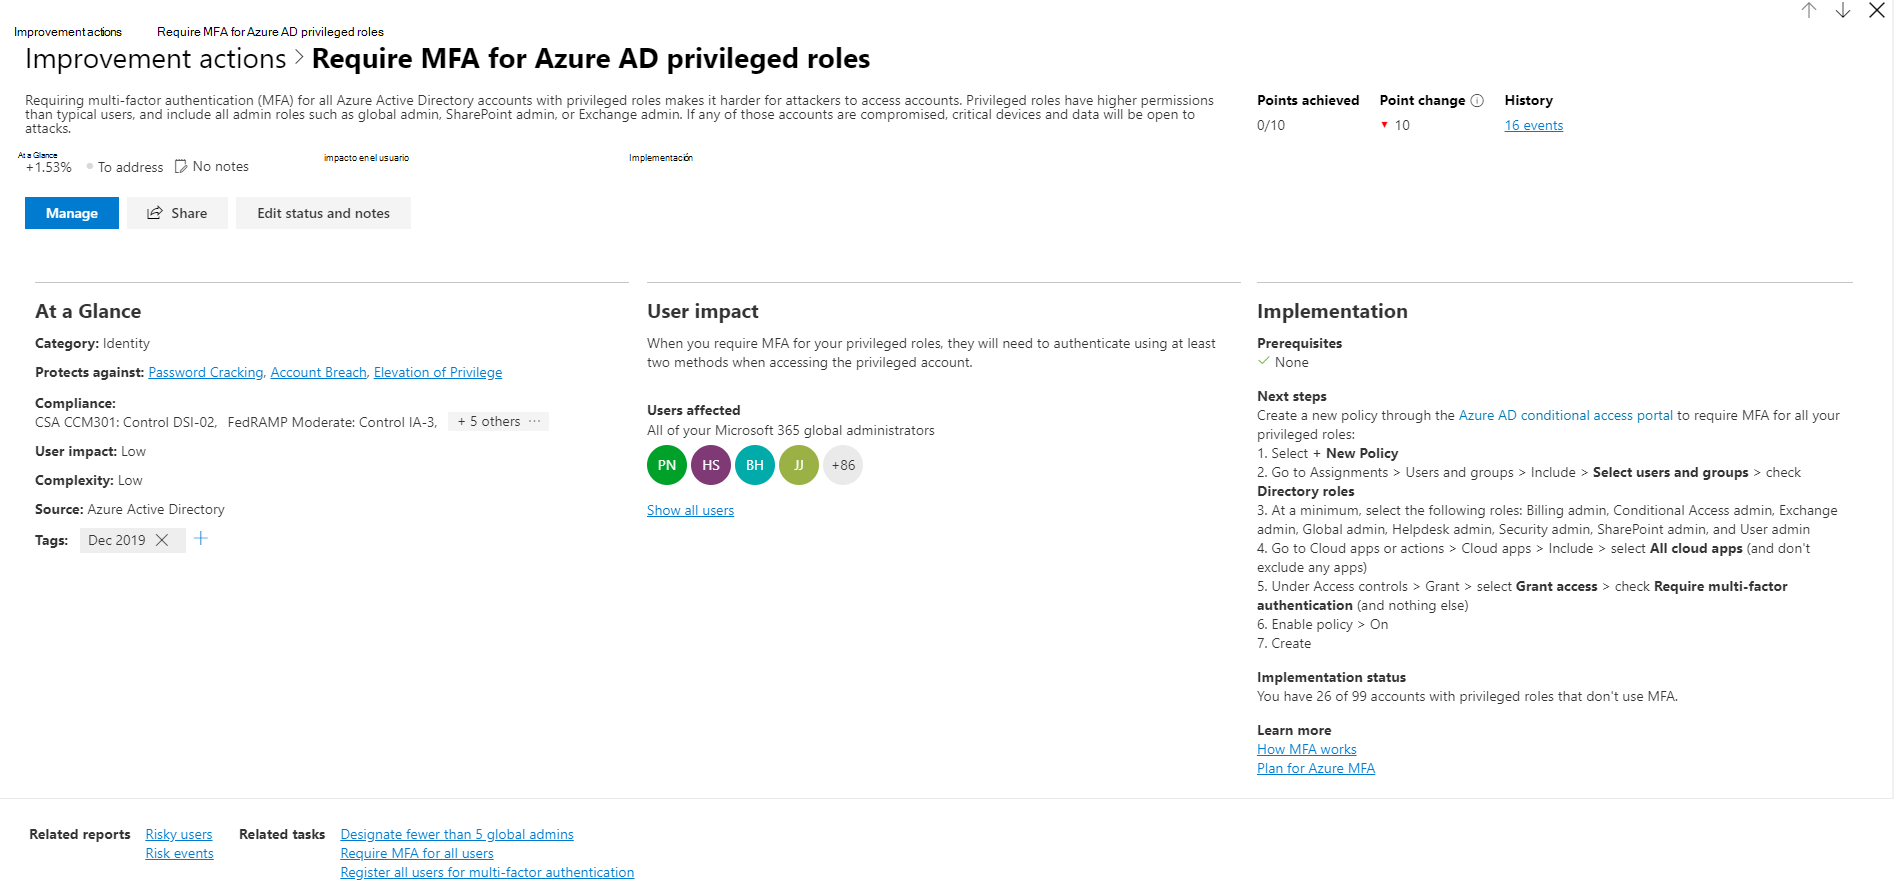 Improvement actions
Require MFA for Azure AD privileged roles
Improvement actions > Require MFA for Azure AD privileged roles
Requiring multi-factor authentication (MFA) for all Azure Active Directory accounts with privileged roles makes it harder for attackers to access accounts. Privileged roles have higher permissions
than typical users, and include all admin roles such as global admin, SharePoint admin, or Exchange admin. If any of those accounts are compromised, critical devices and data will be open to
attacks.
Points achieved
0/10
Point change
10
History
16 events
At a Glance
impacto en el usuario
Implementación
+1.53%
To address
No notes
Manage
Share
Edit status and notes
At a Glance
Category: Identity
Protects against: Password Cracking, Account Breach, Elevation of Privilege
Compliance:
CSA CCM301: Control DSI-02, FedRAMP Moderate: Control IA-3, + 5 others ...
User impact: Low
Complexity: Low
Source: Azure Active Directory
Tags: Dec 2019
User impact
When you require MFA for your privileged roles, they will need to authenticate using at least
two methods when accessing the privileged account.
Users affected
All of your Microsoft 365 global administrators
PN HS BH JJ +86
Show all users
Implementation
Prerequisites
None
Next steps
Create a new policy through the Azure AD conditional access portal to require MFA for all your
privileged roles:
1. Select + New Policy
2. Go to Assignments > Users and groups > Include > Select users and groups > check
Directory roles
3. At a minimum, select the following roles: Billing admin, Conditional Access admin, Exchange
admin, Global admin, Helpdesk admin, Security admin, SharePoint admin, and User admin
4. Go to Cloud apps or actions > Cloud apps > Include > select All cloud apps (and don't
exclude any apps)
5. Under Access controls > Grant > select Grant access > check Require multi-factor
authentication (and nothing else)
6. Enable policy > On
7. Create
Implementation status
You have 26 of 99 accounts with privileged roles that don't use MFA.
Learn more
How MFA works
Plan for Azure MFA
Related reports
Risky users
Risk events
Related tasks
Designate fewer than 5 global admins
Require MFA for all users
Register all users for multi-factor authentication